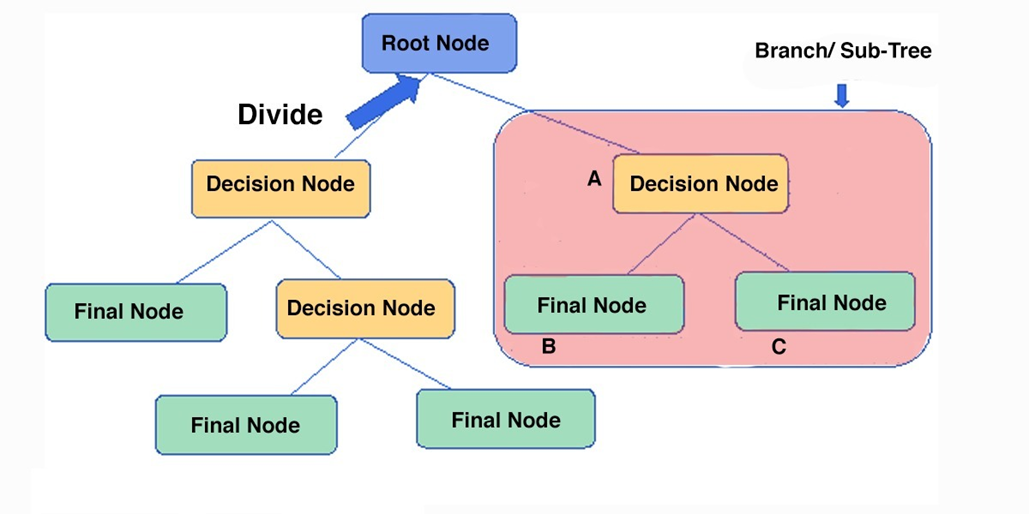 Root Node
Branch/ Sub-Tree
Divide
Decision Node
A
Decision Node
Final Node
Decision Node
Final Node
Final Node
B
C
Final Node
Final Node